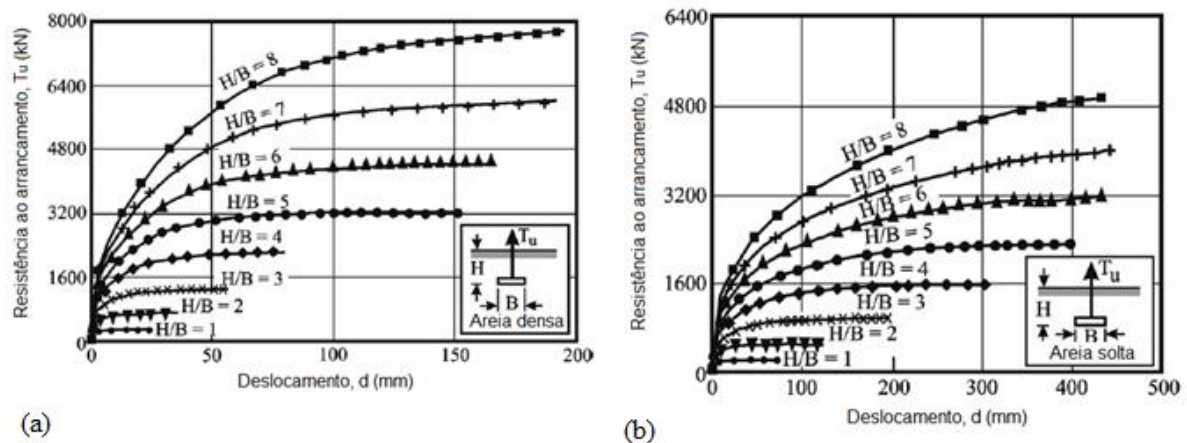 Resistência ao arrancamento, Tu (kN)
8000
6400
4800
3200
1600
0
H/B = 8
H/B = 7
H/B = 6
H/B = 5
H/B = 4
H/B = 3
H/B = 2
H/B = 1
Tu
H
B
Areia densa
0
50
100
150
200
Deslocamento, d (mm)
(a)
Resistência ao arrancamento, Tu (kN)
6400
4800
3200
1600
0
H/B = 8
H/B = 7
H/B = 6
H/B = 5
H/B = 4
H/B = 3
H/B = 2
H/B = 1
Tu
H
B
Areia solta
0
100
200
300
400
500
Deslocamento, d (mm)
(b)